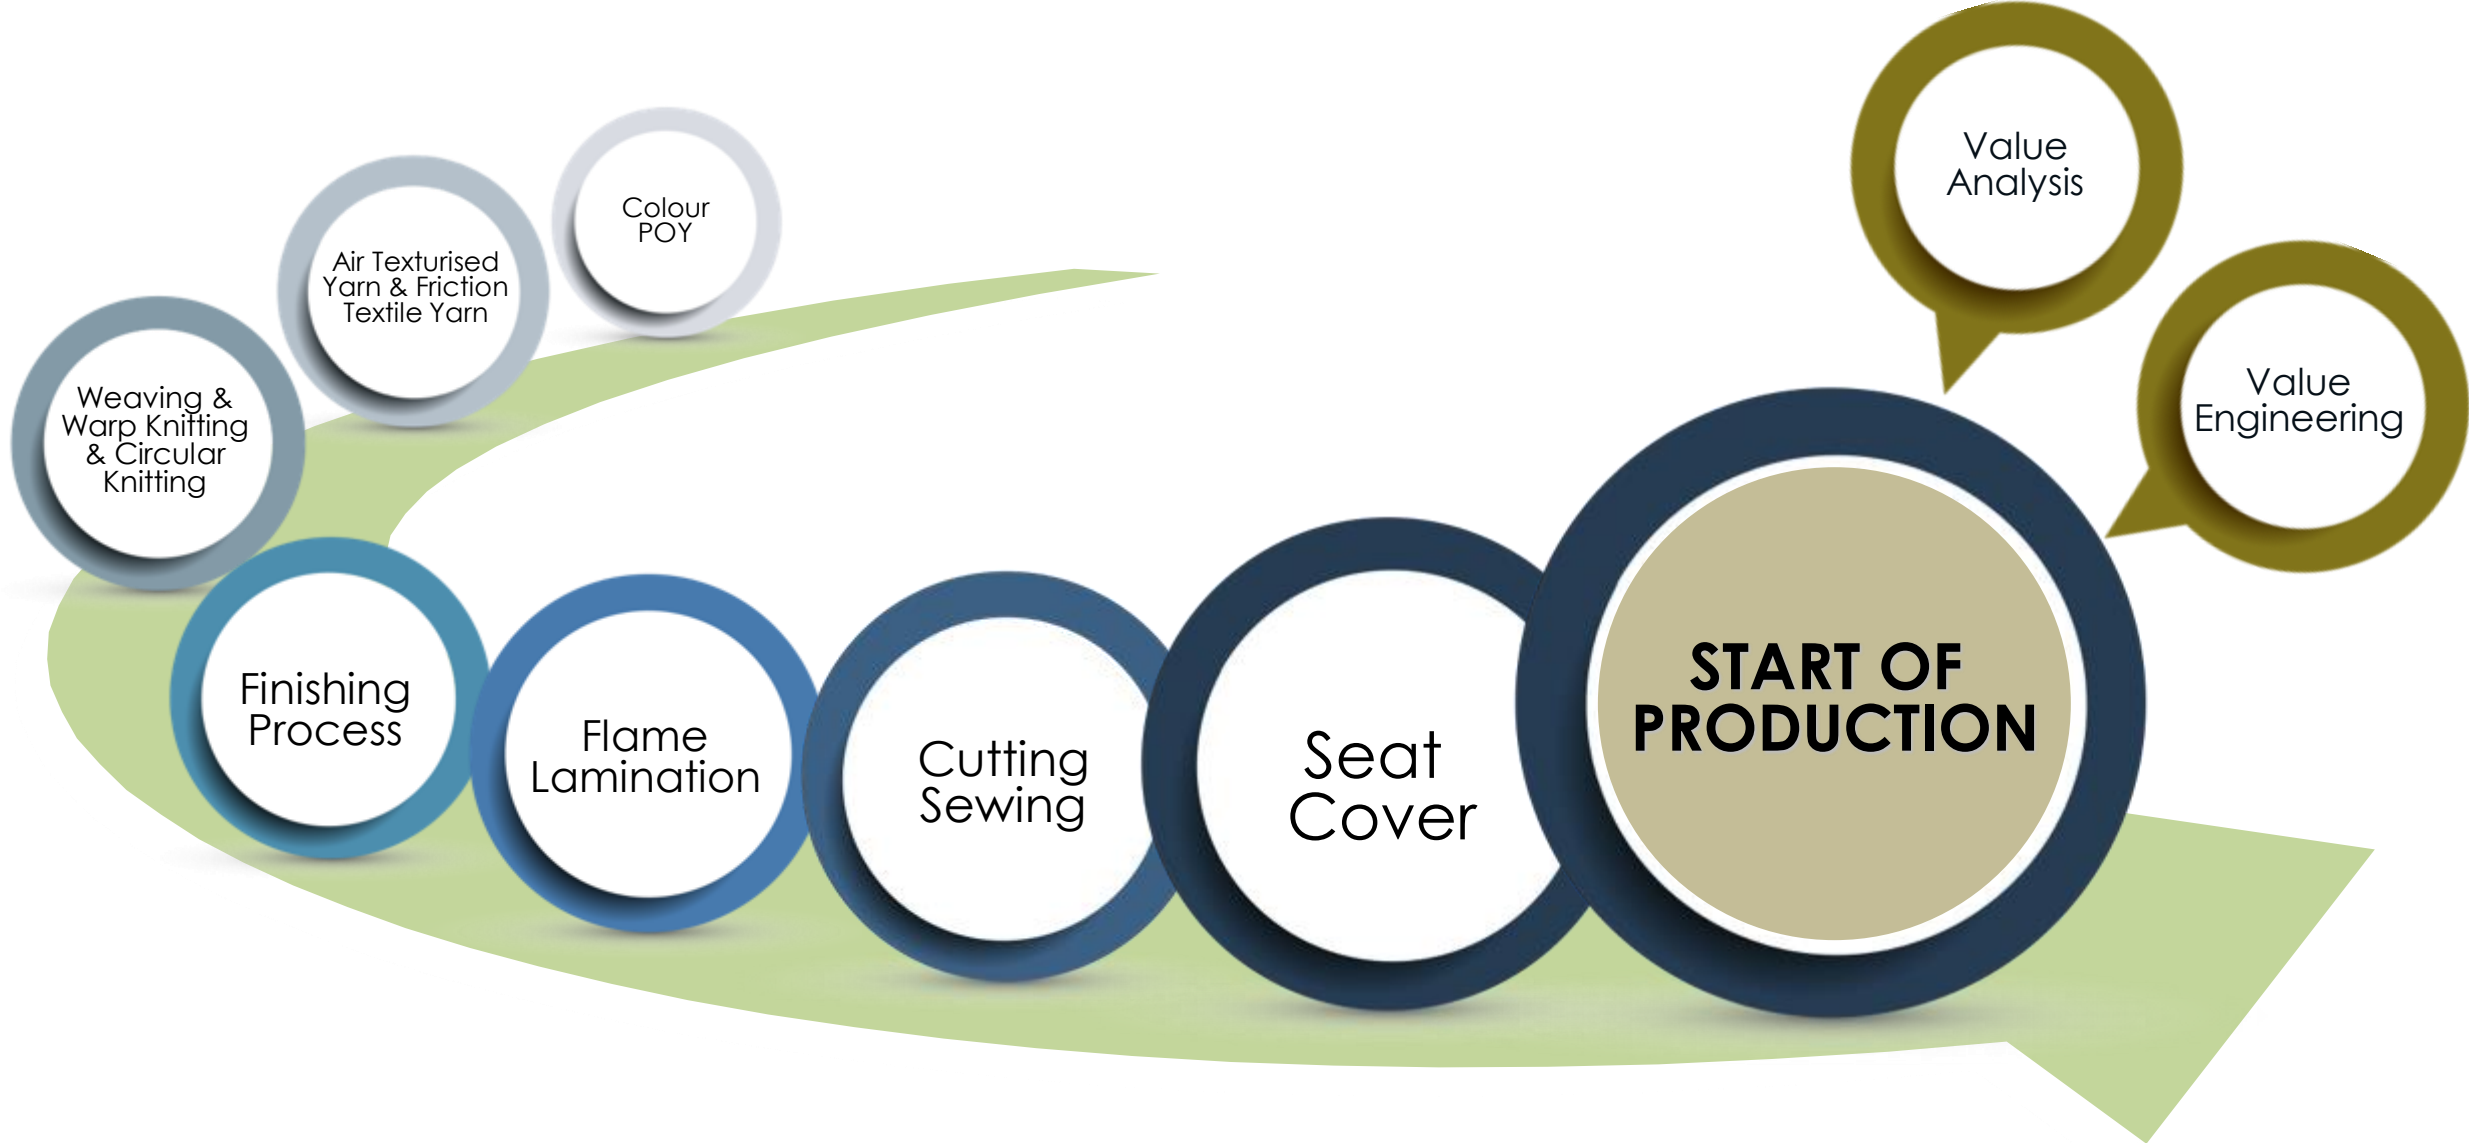 Colour
POY
Air Texturised
Yarn & Friction
Textile Yarn
Weaving &
Warp Knitting
& Circular
Knitting
Finishing
Process
Flame
Lamination
Cutting
Sewing
Seat
Cover
START OF
PRODUCTION
Value
Analysis
Value
Engineering